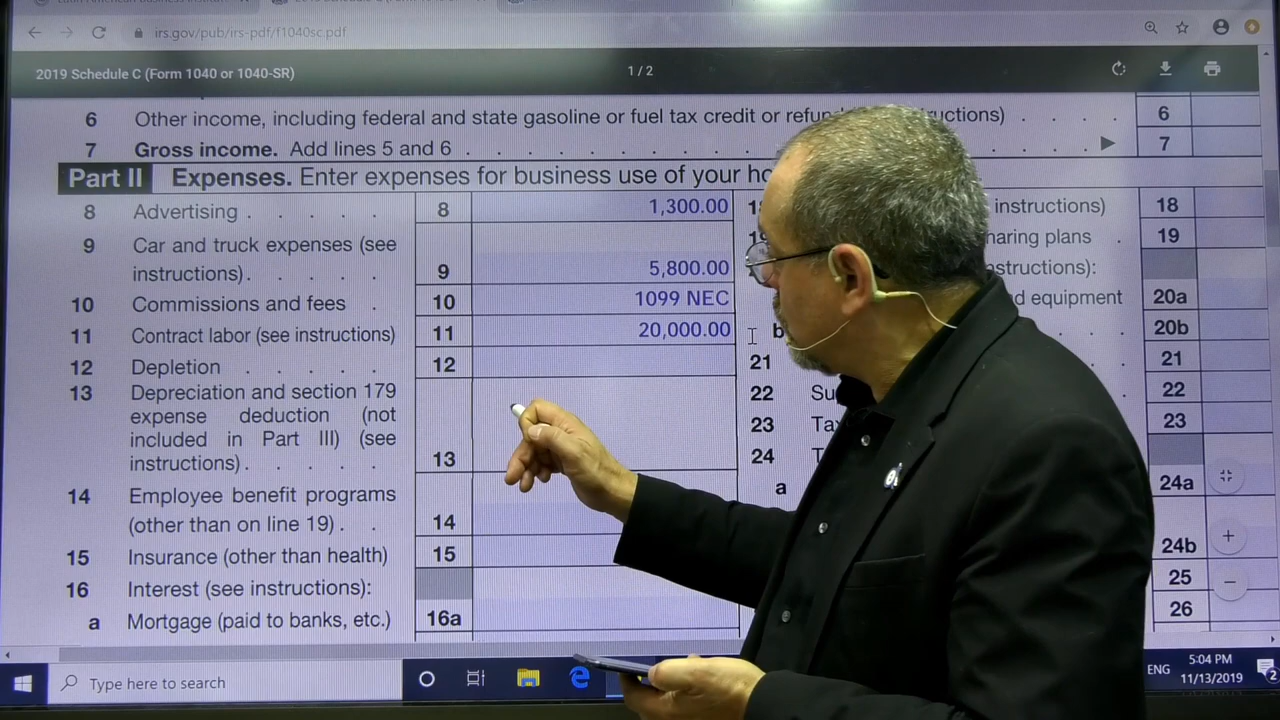 irs.gov/pub/irs-pdf/f1040sc.pdf
2019 Schedule C (Form 1040 or 1040-SR)
1 / 2
6 Other income, including federal and state gasoline or fuel tax credit or refun uctions) . . . . 6
7 Gross income. Add lines 5 and 6 . . . . . . . . . . . . . . . . ▶ 7
Part II Expenses. Enter expenses for business use of your ho
8 Advertising . . . . . 8 1,300.00 instructions) 18
9 Car and truck expenses (see haring plans . 19
instructions) . . . . . 9 5,800.00 structions):
10 Commissions and fees . 10 1099 NEC d equipment 20a
11 Contract labor (see instructions) 11 20,000.00 b . . 20b
12 Depletion . . . . . 12 21 21
13 Depreciation and section 179 22 Su 22
expense deduction (not 23 Tax 23
included in Part III) (see
instructions) . . . . . 13 24 T
14 Employee benefit programs a 24a
(other than on line 19) . . 14 24b
15 Insurance (other than health) 15 25
16 Interest (see instructions): 26
a Mortgage (paid to banks, etc.) 16a
Type here to search
ENG
5:04 PM
11/13/2019
2